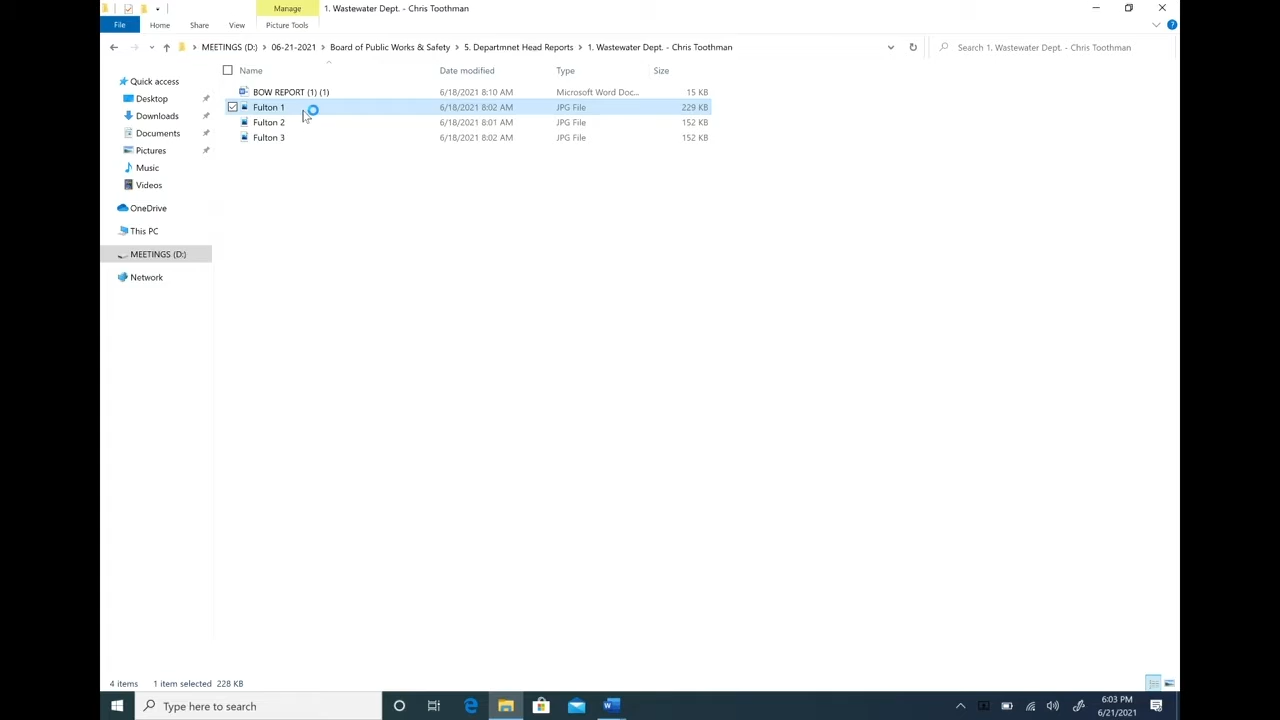 Manage
1. Wastewater Dept. - Chris Toothman
File
Home
Share
View
Picture Tools
MEETINGS (D:) > 06-21-2021 > Board of Public Works & Safety > 5. Departmnet Head Reports > 1. Wastewater Dept. - Chris Toothman
Search 1. Wastewater Dept. - Chris Toothman
Name
Date modified
Type
Size
Quick access
Desktop
Downloads
Documents
Pictures
Music
Videos
OneDrive
This PC
MEETINGS (D:)
Network
BOW REPORT (1) (1) 6/18/2021 8:10 AM Microsoft Word Doc... 15 KB
Fulton 1 6/18/2021 8:02 AM JPG File 229 KB
Fulton 2 6/18/2021 8:01 AM JPG File 152 KB
Fulton 3 6/18/2021 8:02 AM JPG File 152 KB
4 items
1 item selected 228 KB
Type here to search
6:03 PM
6/21/2021